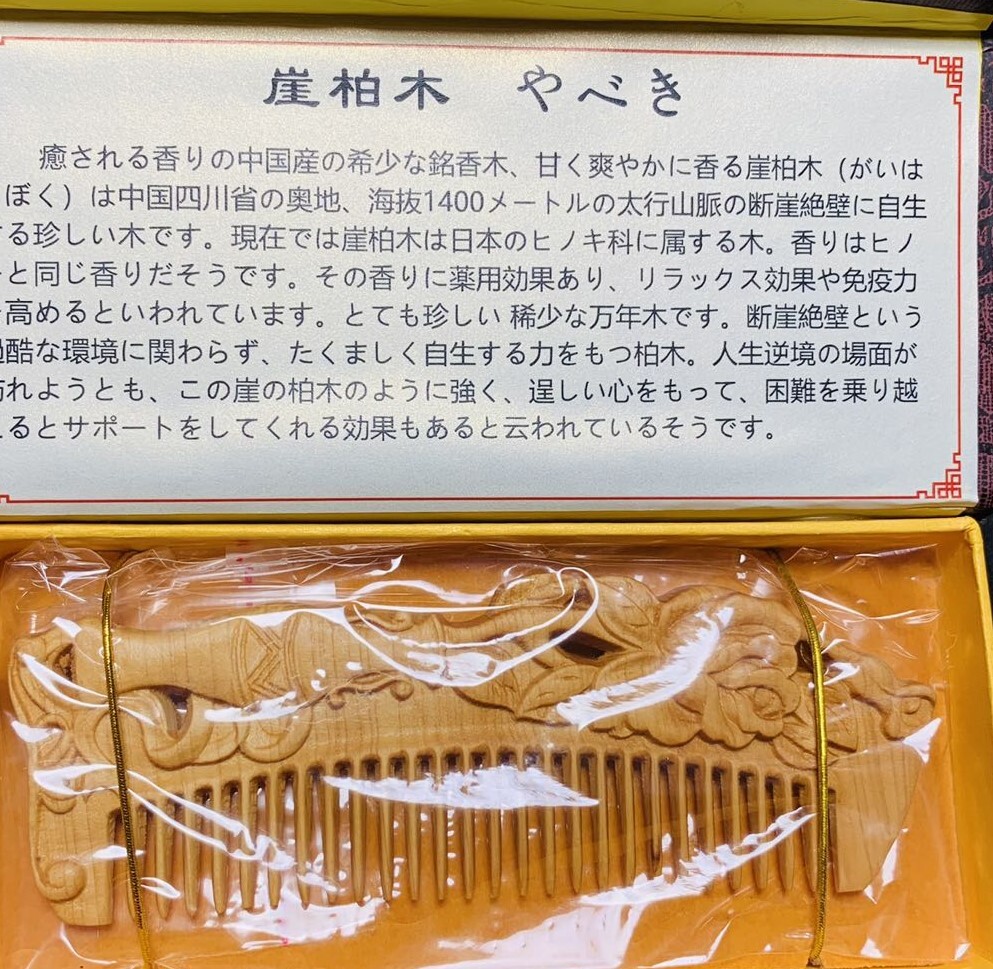 崖柏木 やべき
癒される香りの中国産の希少な銘香木、甘く爽やかに香る崖柏木（がいは
ぼく）は中国四川省の奥地、海抜1400メートルの太行山脈の断崖絶壁に自生
る珍しい木です。現在では崖柏木は日本のヒノキ科に属する木。香りはヒノ
と同じ香りだそうです。その香りに薬用効果あり、リラックス効果や免疫力
高めるといわれています。とても珍しい 稀少な万年木です。断崖絶壁という
酷な環境に関わらず、たくましく自生する力をもつ柏木。人生逆境の場面が
れようとも、この崖の柏木のように強く、逞しい心をもって、困難を乗り越
るとサポートをしてくれる効果もあると云われているそうです。